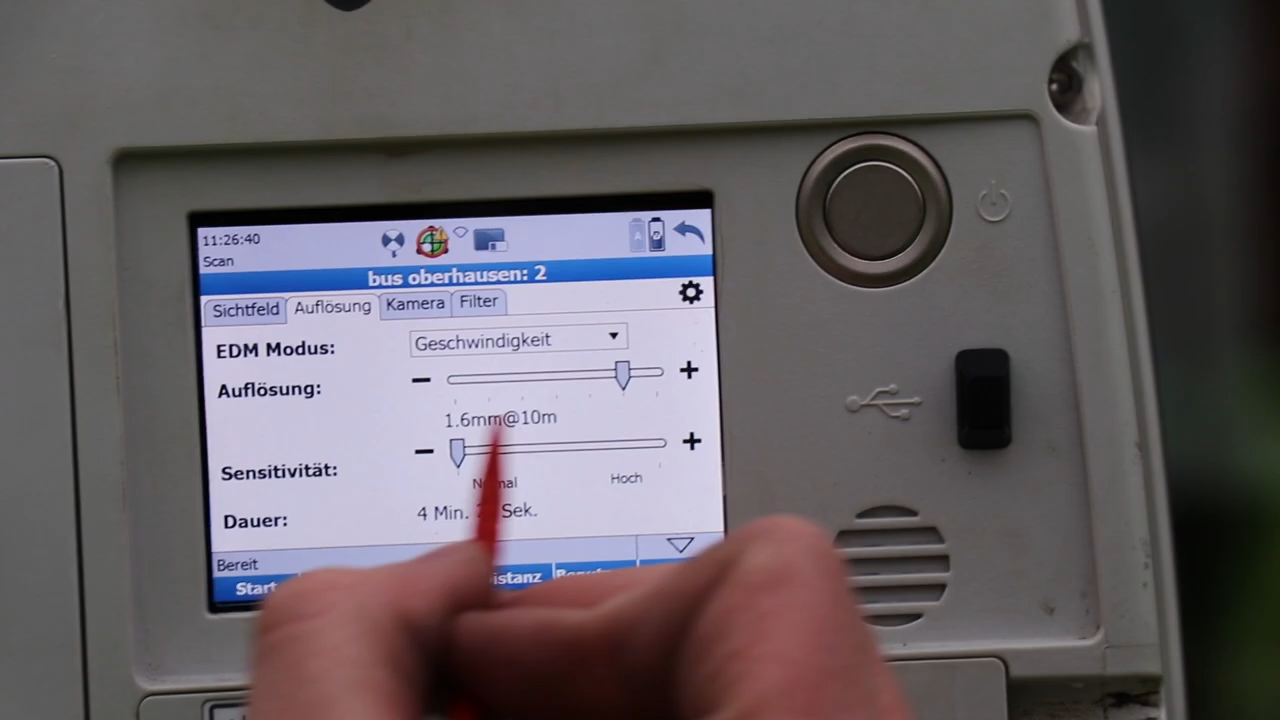 11:26:40
Scan
bus oberhausen: 2
Sichtfeld Auflösung Kamera Filter
EDM Modus: Geschwindigkeit
Auflösung:
1.6mm@10m
Sensitivität:
Normal Hoch
Dauer: 4 Min. Sek.
Bereit
Start